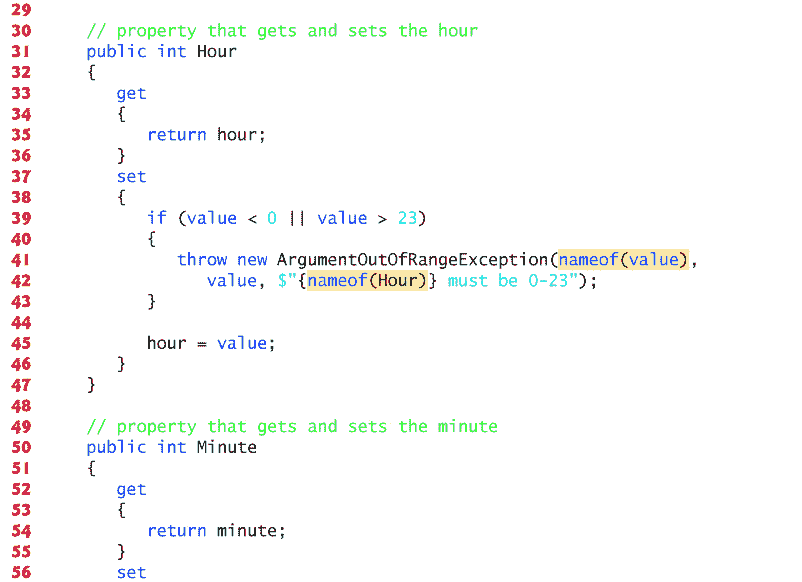 29
30 // property that gets and sets the hour
31 public int Hour
32 {
33 get
34 {
35 return hour;
36 }
37 set
38 {
39 if (value < 0 || value > 23)
40 {
41 throw new ArgumentOutOfRangeException(nameof(value),
42 value, $"{nameof(Hour)} must be 0-23");
43 }
44
45 hour = value;
46 }
47 }
48
49 // property that gets and sets the minute
50 public int Minute
51 {
52 get
53 {
54 return minute;
55 }
56 set